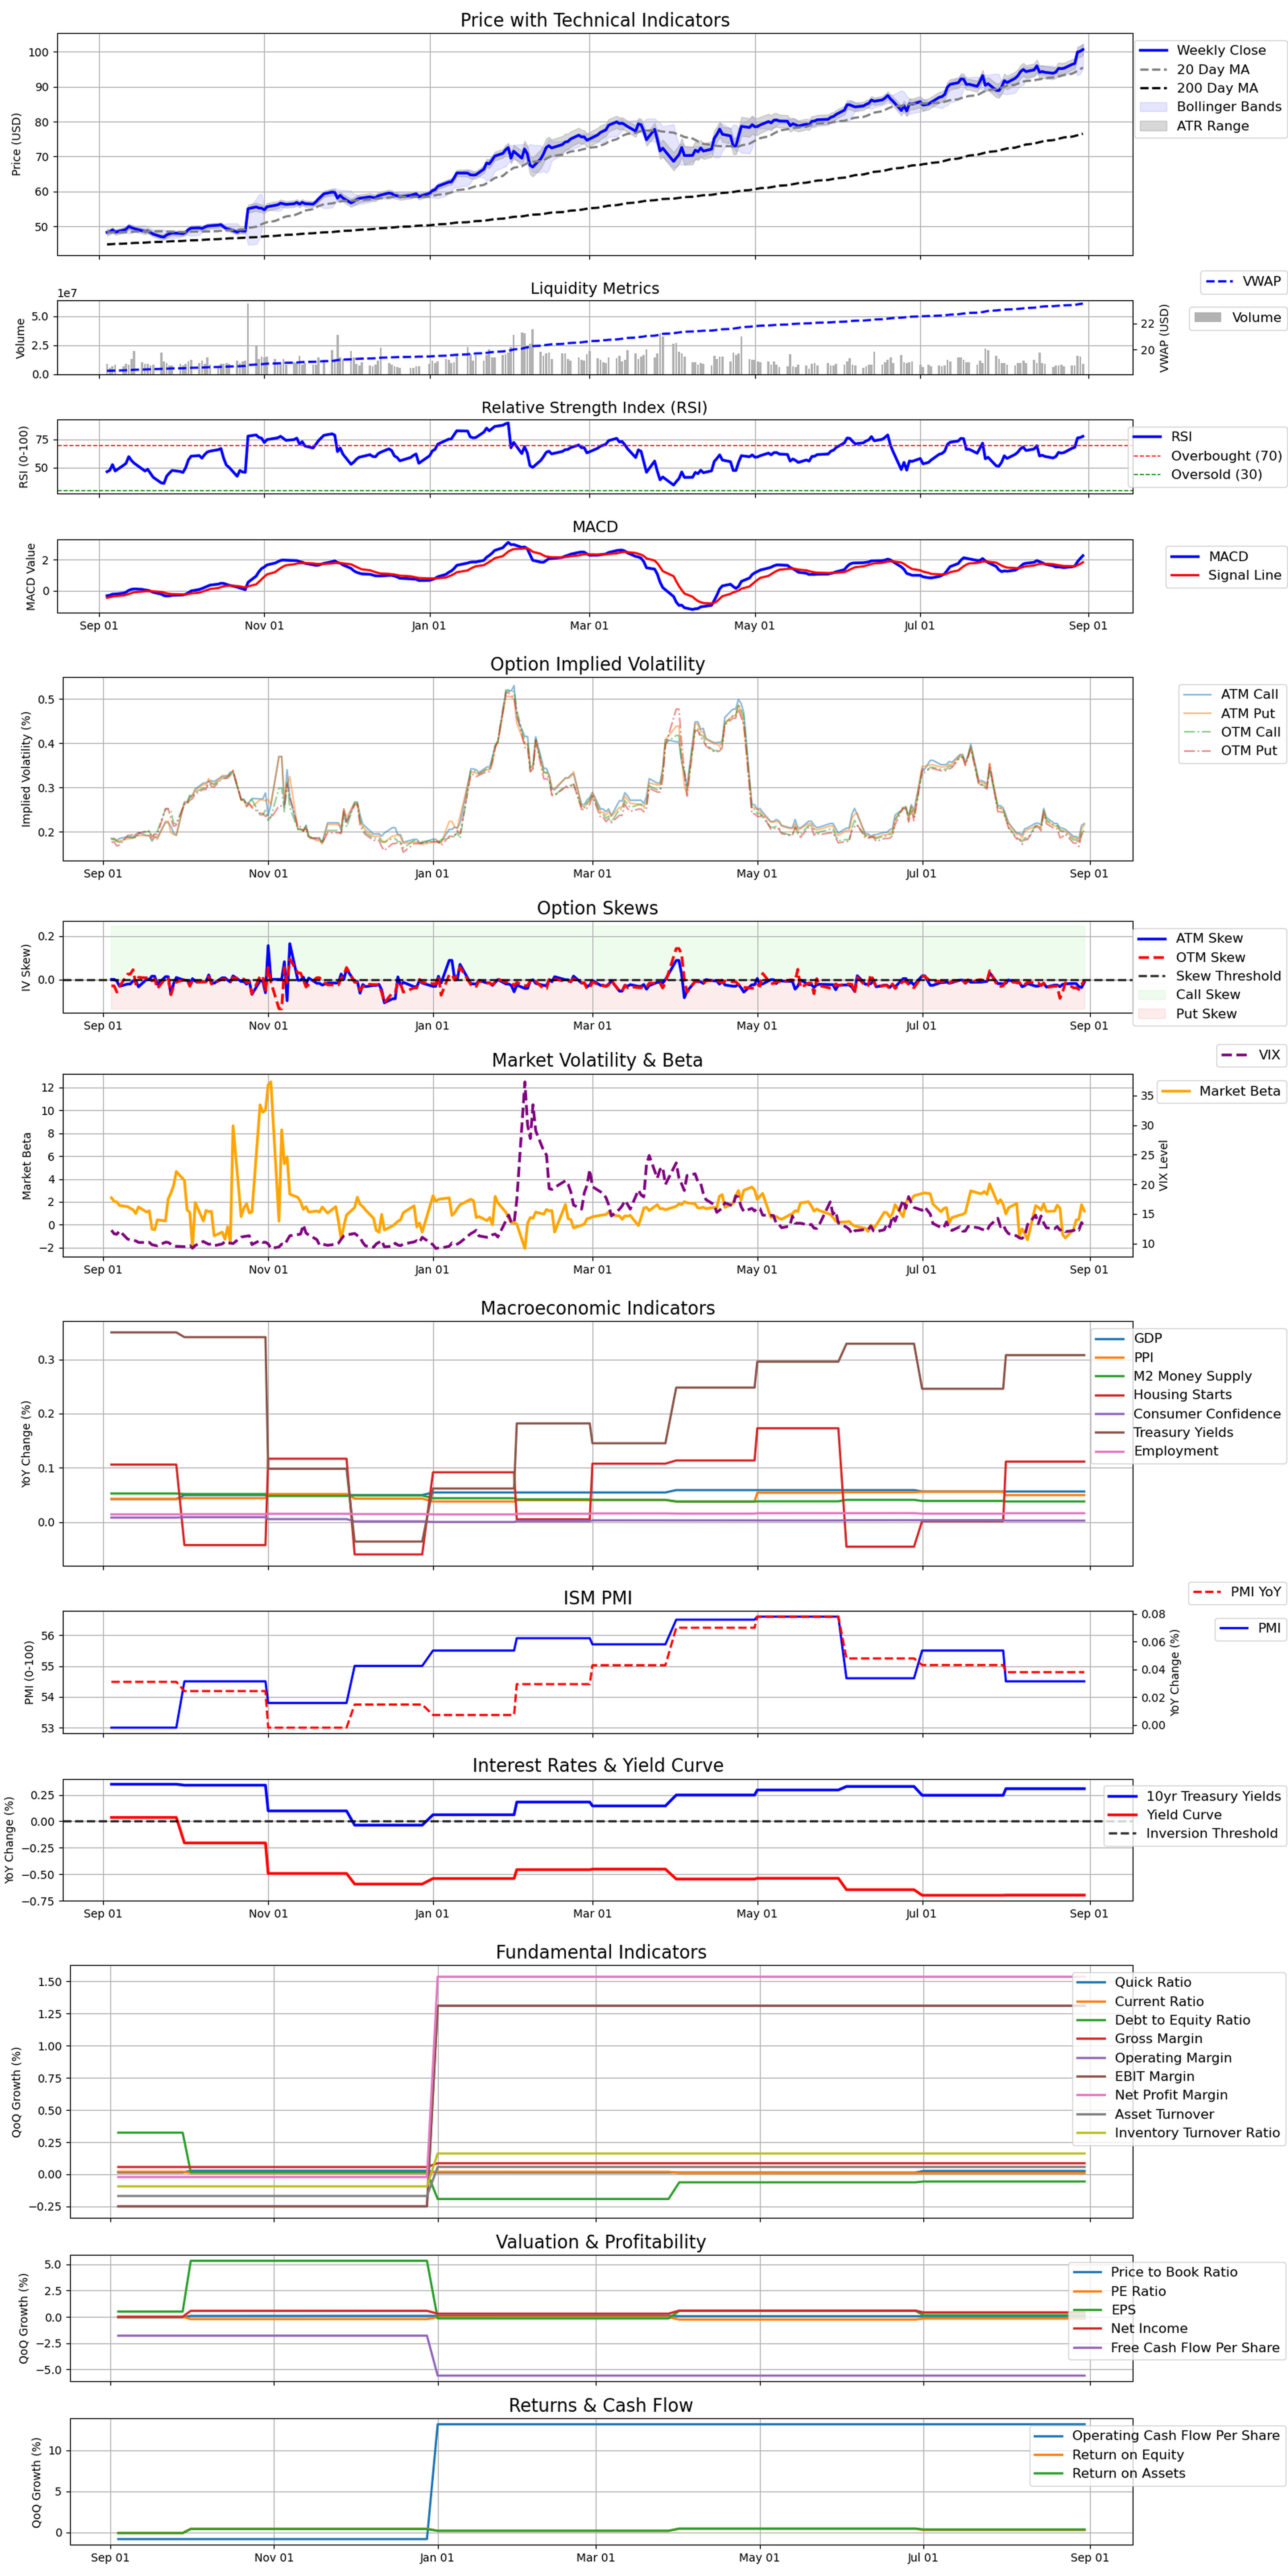 Price with Technical Indicators
Price (USD)
100
90
80
70
60
50
Weekly Close
20 Day MA
200 Day MA
Bollinger Bands
ATR Range
VWAP
Liquidity Metrics
1e7
Volume
5.0
2.5
0.0
22
20
VWAP (USD)
Volume
Relative Strength Index (RSI)
RSI (0-100)
75
50
RSI
Overbought (70)
Oversold (30)
MACD
MACD Value
2
0
MACD
Signal Line
Sep 01 Nov 01 Jan 01 Mar 01 May 01 Jul 01 Sep 01
Option Implied Volatility
Implied Volatility (%)
0.5
0.4
0.3
0.2
ATM Call
ATM Put
OTM Call
OTM Put
Sep 01 Nov 01 Jan 01 Mar 01 May 01 Jul 01 Sep 01
Option Skews
IV Skew)
0.2
0.0
ATM Skew
OTM Skew
Skew Threshold
Call Skew
Put Skew
Sep 01 Nov 01 Jan 01 Mar 01 May 01 Jul 01 Sep 01
VIX
Market Volatility & Beta
Market Beta
12
10
8
6
4
2
0
−2
35
30
25
20
15
10
VIX Level
Market Beta
Sep 01 Nov 01 Jan 01 Mar 01 May 01 Jul 01 Sep 01
Macroeconomic Indicators
YoY Change (%)
0.3
0.2
0.1
0.0
GDP
PPI
M2 Money Supply
Housing Starts
Consumer Confidence
Treasury Yields
Employment
PMI YoY
ISM PMI
PMI (0-100)
56
55
54
53
0.08
0.06
0.04
0.02
0.00
YoY Change (%)
PMI
Interest Rates & Yield Curve
YoY Change (%)
0.25
0.00
−0.25
−0.50
−0.75
10yr Treasury Yields
Yield Curve
Inversion Threshold
Sep 01 Nov 01 Jan 01 Mar 01 May 01 Jul 01 Sep 01
Fundamental Indicators
QoQ Growth (%)
1.50
1.25
1.00
0.75
0.50
0.25
0.00
−0.25
Quick Ratio
Current Ratio
Debt to Equity Ratio
Gross Margin
Operating Margin
EBIT Margin
Net Profit Margin
Asset Turnover
Inventory Turnover Ratio
Valuation & Profitability
QoQ Growth (%)
5.0
2.5
0.0
−2.5
−5.0
Price to Book Ratio
PE Ratio
EPS
Net Income
Free Cash Flow Per Share
Returns & Cash Flow
QoQ Growth (%)
10
5
0
Operating Cash Flow Per Share
Return on Equity
Return on Assets
Sep 01 Nov 01 Jan 01 Mar 01 May 01 Jul 01 Sep 01